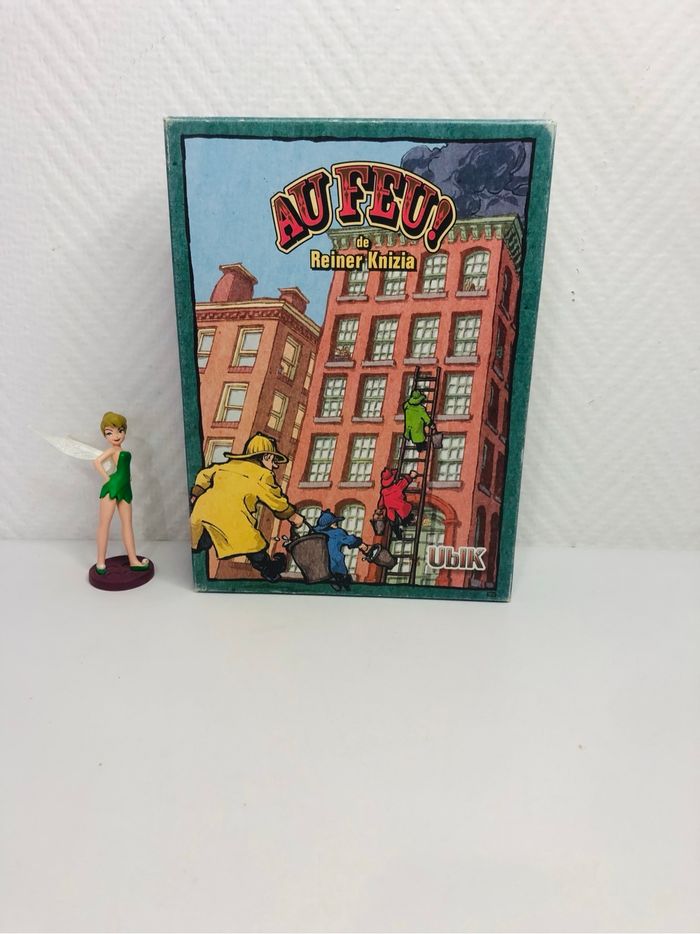 AU FEU!
de
Reiner Knizia
UbIK